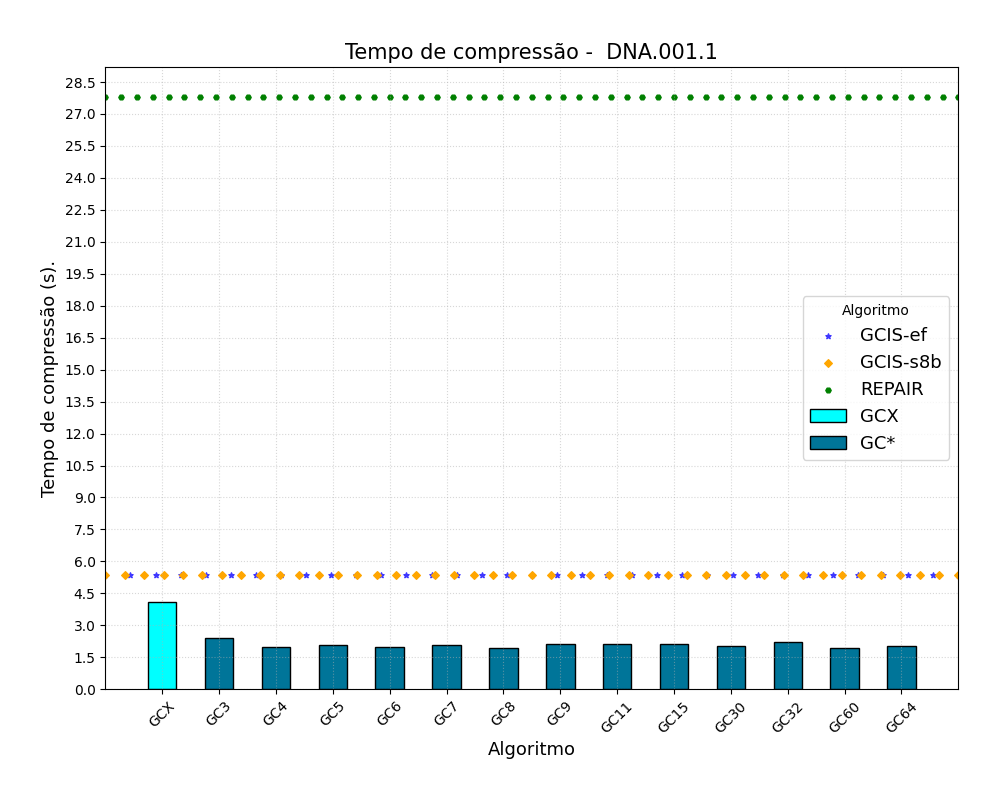 Tempo de compressão -  DNA.001.1
Tempo de compressão (s).
28.5
27.0
25.5
24.0
22.5
21.0
19.5
18.0
16.5
15.0
13.5
12.0
10.5
9.0
7.5
6.0
4.5
3.0
1.5
0.0
Algoritmo
GCIS-ef
GCIS-s8b
REPAIR
GCX
GC*
GCX
GC3
GC4
GC5
GC6
GC7
GC8
GC9
GC11
GC15
GC30
GC32
GC60
GC64
Algoritmo